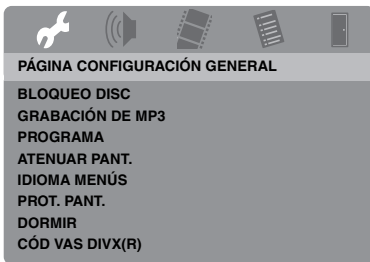 PÁGINA CONFIGURACIÓN GENERAL
BLOQUEO DISC
GRABACIÓN DE MP3
PROGRAMA
ATENUAR PANT.
IDIOMA MENÚS
PROT. PANT.
DORMIR
CÓD VAS DIVX(R)